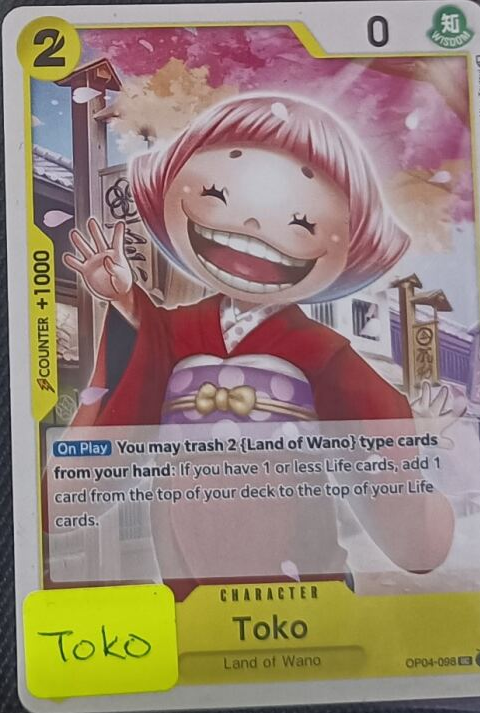 2
0
知
WISDOM
COUNTER +1000
On Play You may trash 2 {Land of Wano} type cards
from your hand: If you have 1 or less Life cards, add 1
card from the top of your deck to the top of your Life
cards.
CHARACTER
Toko
Land of Wano
OP04-098 UC
Toko